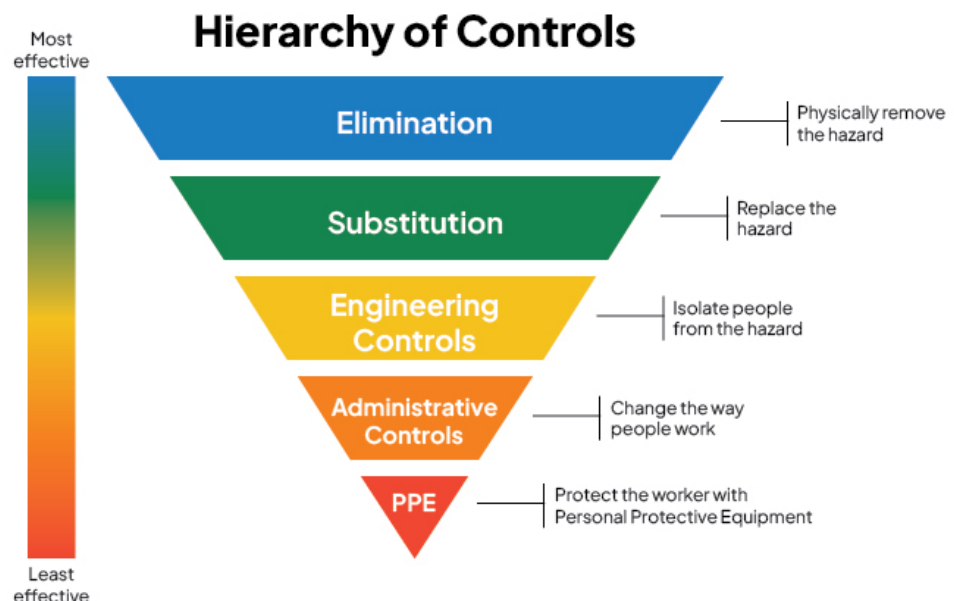 Hierarchy of Controls
Most
effective
Elimination
Physically remove
the hazard
Substitution
Replace the
hazard
Engineering
Controls
Isolate people
from the hazard
Administrative
Controls
Change the way
people work
PPE
Protect the worker with
Personal Protective Equipment
Least
effective